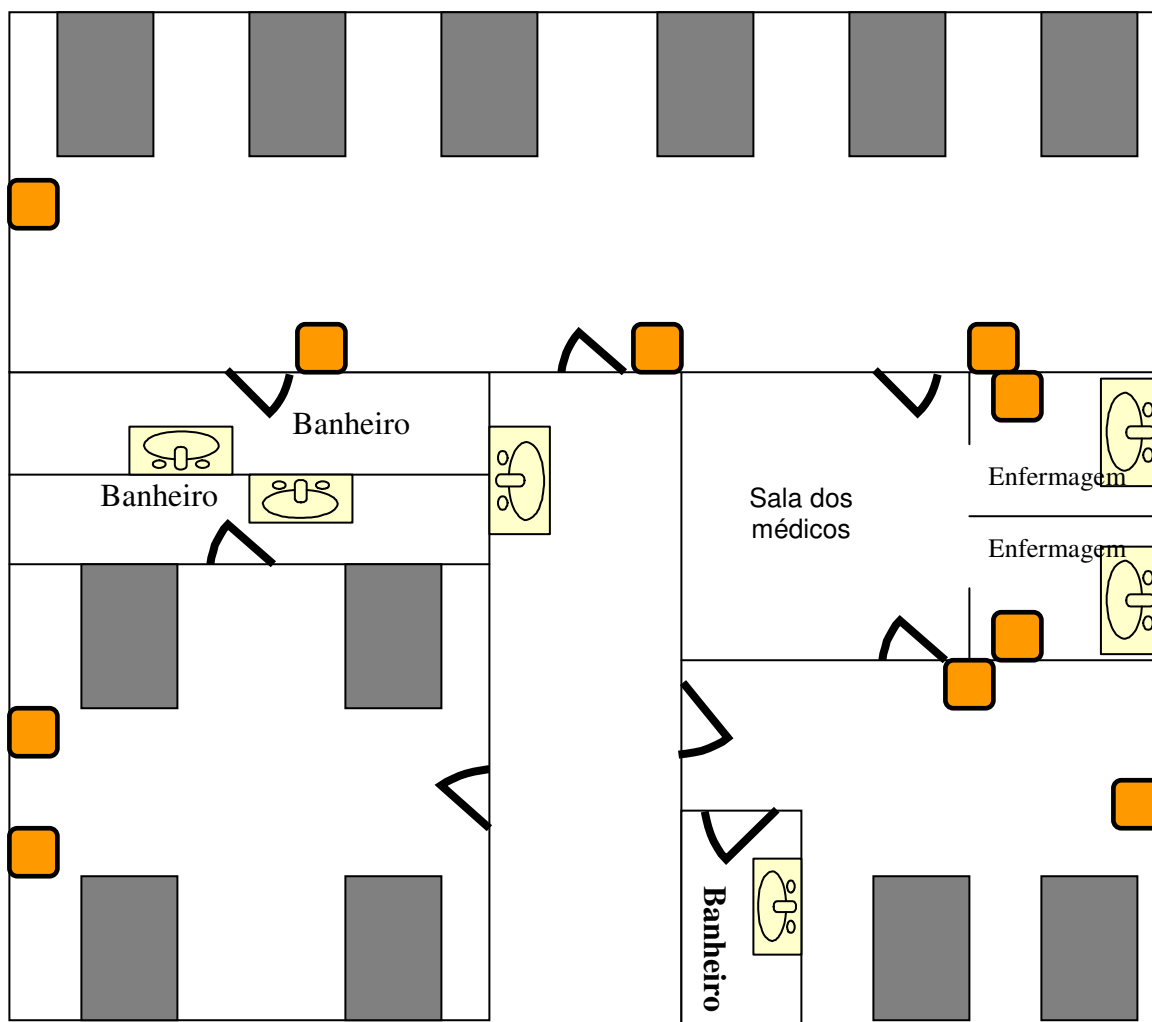 Banheiro
Banheiro
Sala dos
médicos
Enfermagem
Enfermagem
Banheiro